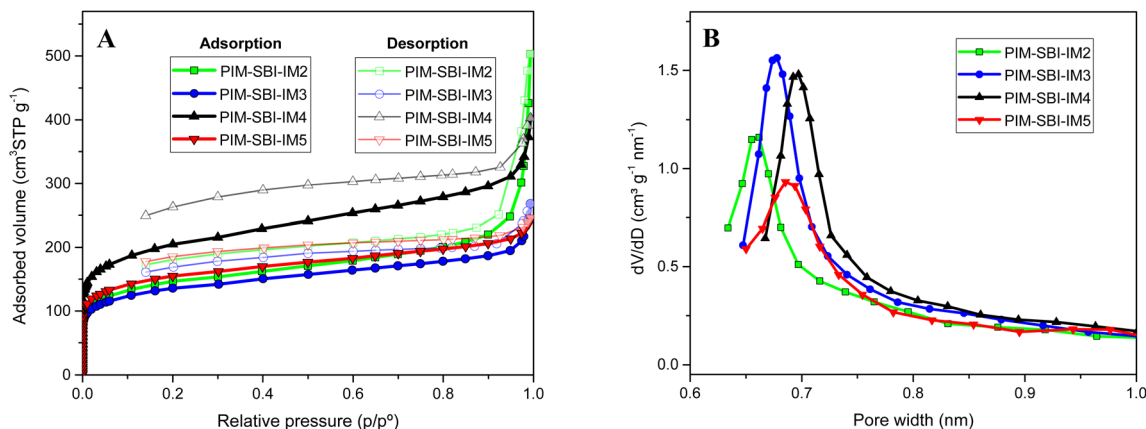 A
Adsorption
PIM-SBI-IM2
PIM-SBI-IM3
PIM-SBI-IM4
PIM-SBI-IM5
Desorption
PIM-SBI-IM2
PIM-SBI-IM3
PIM-SBI-IM4
PIM-SBI-IM5
Adsorbed volume (cm³STP g⁻¹)
500
400
300
200
100
0
0.0 0.2 0.4 0.6 0.8 1.0
Relative pressure (p/pº)
B
PIM-SBI-IM2
PIM-SBI-IM3
PIM-SBI-IM4
PIM-SBI-IM5
dV/dD (cm³ g⁻¹ nm⁻¹)
1.5
1.0
0.5
0.0
0.6 0.7 0.8 0.9 1.0
Pore width (nm)